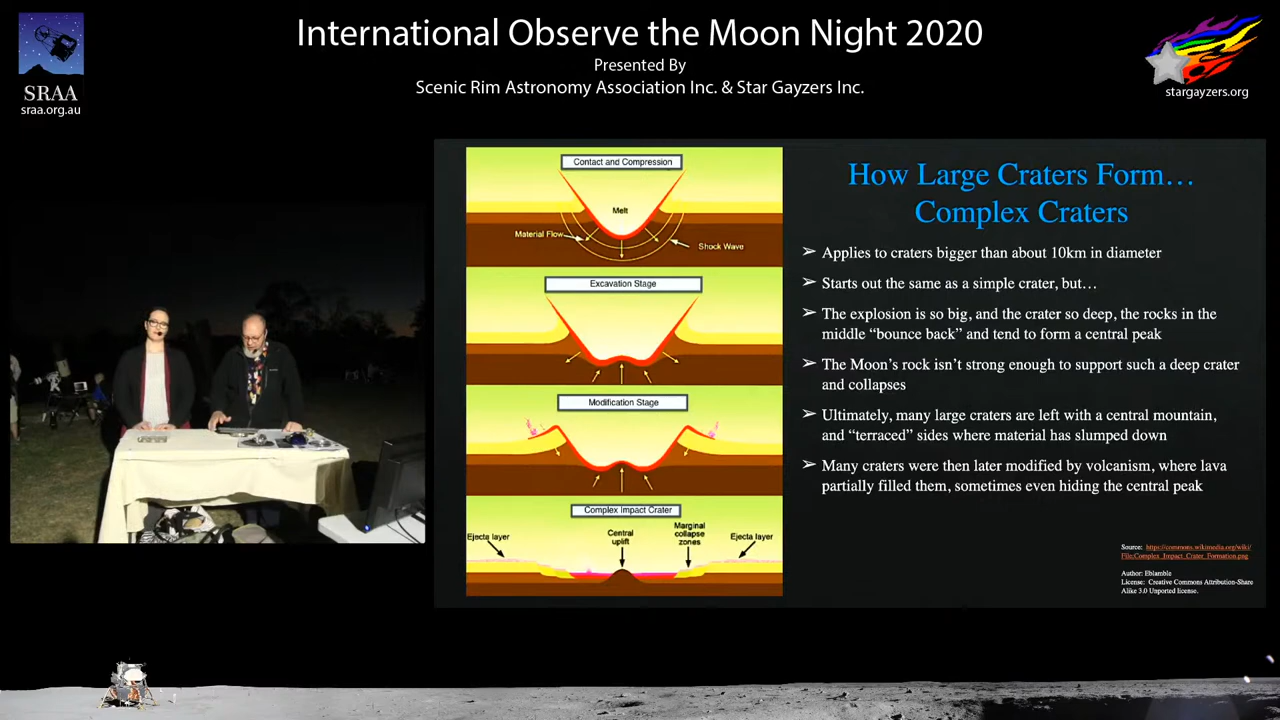 International Observe the Moon Night 2020
Presented By
Scenic Rim Astronomy Association Inc. & Star Gayzers Inc.
SRAA
sraa.org.au
stargayzers.org
Contact and Compression
Melt
Material Flow
Shock Wave
Excavation Stage
Modification Stage
Complex Impact Crater
Ejecta layer
Central
uplift
Marginal
collapse
zones
Ejecta layer
How Large Craters Form…
Complex Craters
➢ Applies to craters bigger than about 10km in diameter
➢ Starts out the same as a simple crater, but…
➢ The explosion is so big, and the crater so deep, the rocks in the
middle “bounce back” and tend to form a central peak
➢ The Moon’s rock isn’t strong enough to support such a deep crater
and collapses
➢ Ultimately, many large craters are left with a central mountain,
and “terraced” sides where material has slumped down
➢ Many craters were then later modified by volcanism, where lava
partially filled them, sometimes even hiding the central peak
Source: https://commons.wikimedia.org/wiki/
File:Complex_Impact_Crater_Formation.png
Author: Eblamble
License: Creative Commons Attribution-Share
Alike 3.0 Unported license.